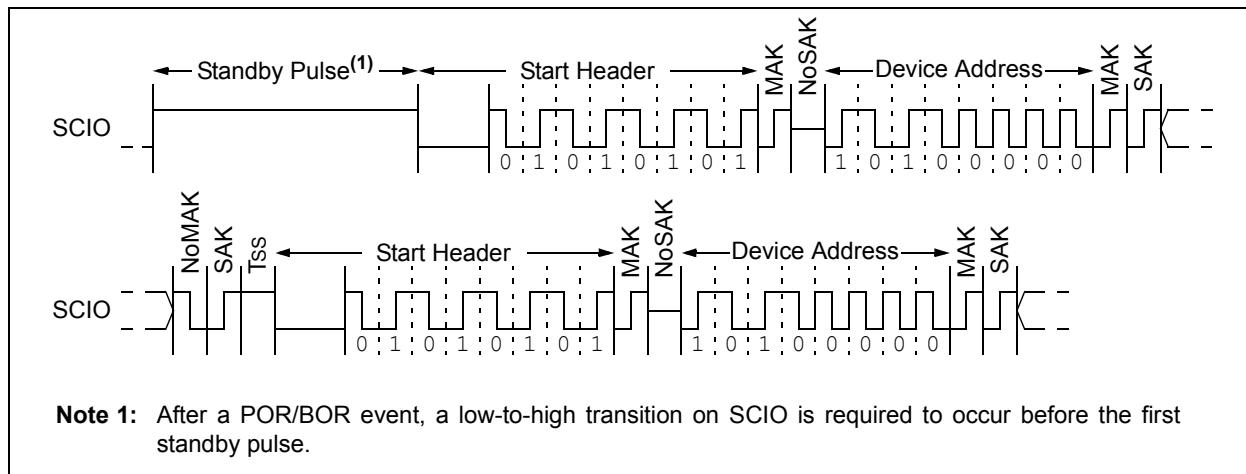 Standby Pulse(1) Start Header MAK NoSAK Device Address MAK SAK
SCIO
0 1 0 1 0 1 0 1 1 0 1 0 0 0 0 0
NoMAK SAK TSS Start Header MAK NoSAK Device Address MAK SAK
SCIO
0 1 0 1 0 1 0 1 1 0 1 0 0 0 0 0
Note 1: After a POR/BOR event, a low-to-high transition on SCIO is required to occur before the first
standby pulse.